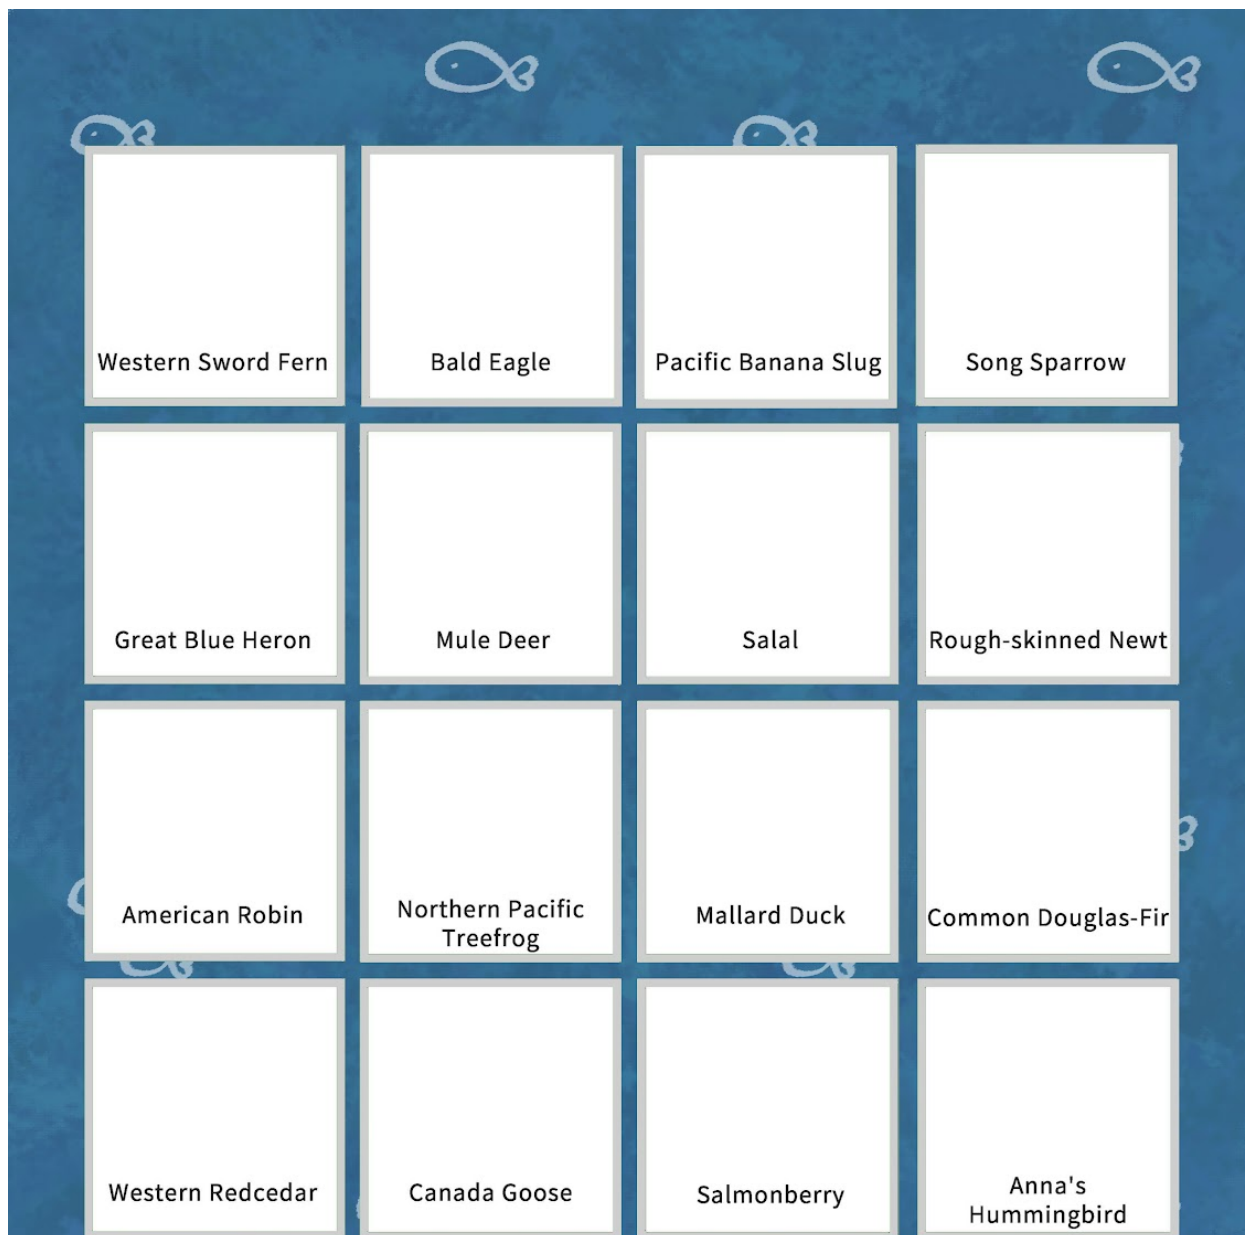 Western Sword Fern
Bald Eagle
Pacific Banana Slug
Song Sparrow
Great Blue Heron
Mule Deer
Salal
Rough-skinned Newt
American Robin
Northern Pacific
Treefrog
Mallard Duck
Common Douglas-Fir
Western Redcedar
Canada Goose
Salmonberry
Anna's
Hummingbird